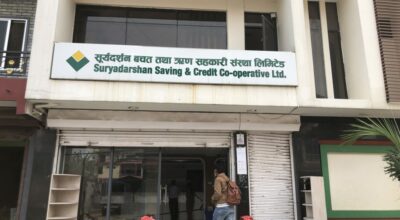 सूर्यदर्शन बचत तथा ऋण सहकारी संस्था लिमिटेड
Suryadarshan Saving & Credit Co-operative Ltd.